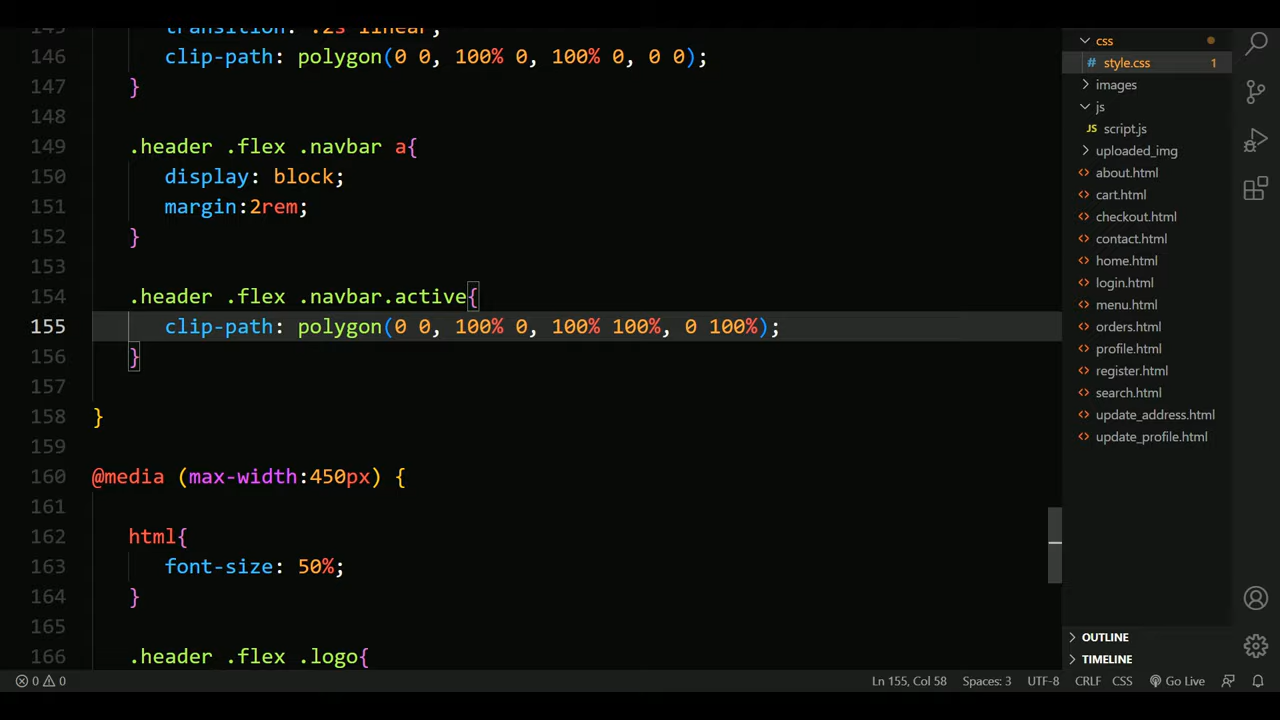 145 transition: .2s linear;
146 clip-path: polygon(0 0, 100% 0, 100% 0, 0 0);
147 }
148
149 .header .flex .navbar a{
150 display: block;
151 margin:2rem;
152 }
153
154 .header .flex .navbar.active{
155 clip-path: polygon(0 0, 100% 0, 100% 100%, 0 100%);
156 }
157
158 }
159
160 @media (max-width:450px) {
161
162 html{
163 font-size: 50%;
164 }
165
166 .header .flex .logo{
css
# style.css 1
images
js
JS script.js
uploaded_img
<> about.html
<> cart.html
<> checkout.html
<> contact.html
<> home.html
<> login.html
<> menu.html
<> orders.html
<> profile.html
<> register.html
<> search.html
<> update_address.html
<> update_profile.html
OUTLINE
TIMELINE
0 0 Ln 155, Col 58 Spaces: 3 UTF-8 CRLF CSS Go Live